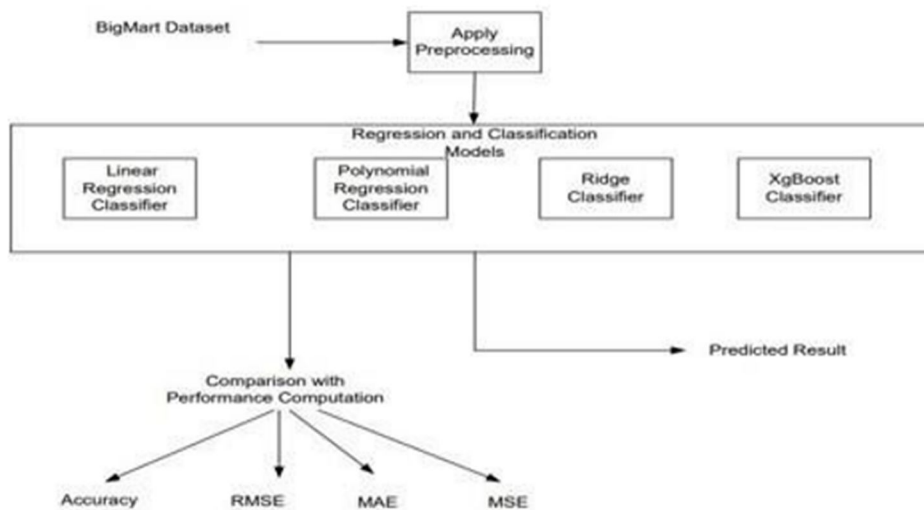 BigMart Dataset
Apply
Preprocessing
Regression and Classification
Models
Linear
Regression
Classifier
Polynomial
Regression
Classifier
Ridge
Classifier
XgBoost
Classifier
Predicted Result
Comparison with
Performance Computation
Accuracy
RMSE
MAE
MSE